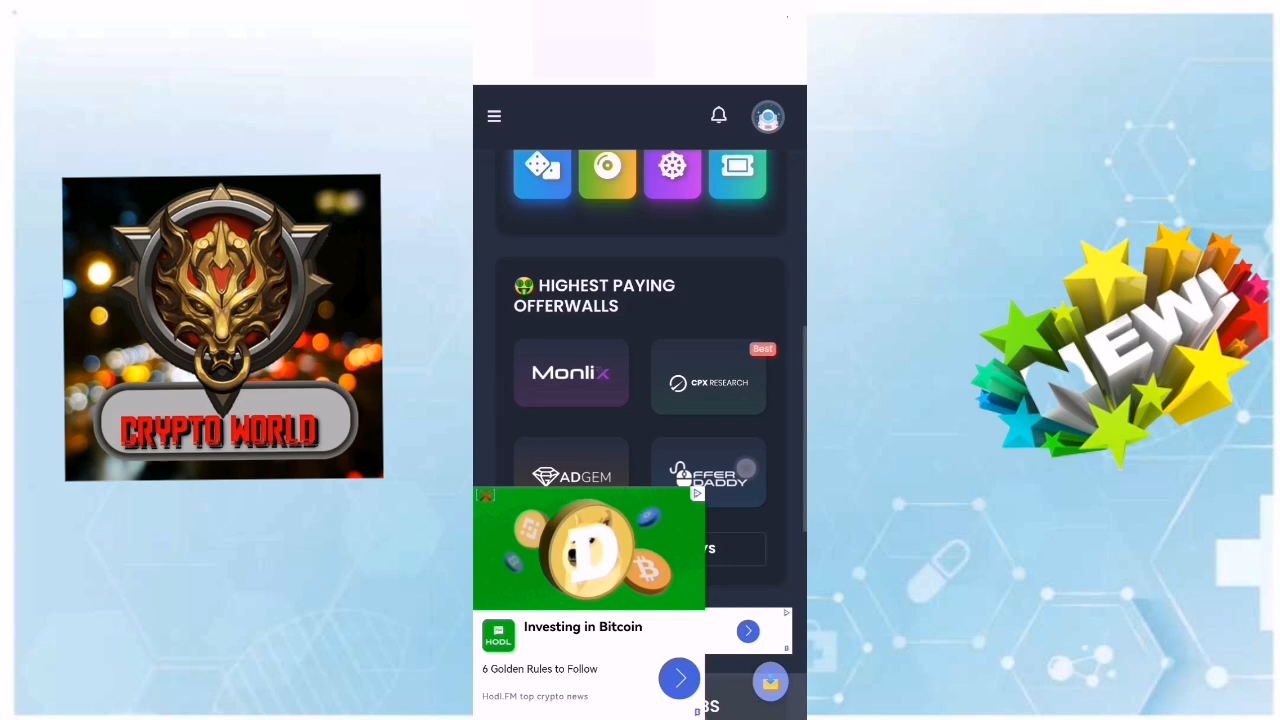 CRYPTO WORLD
HIGHEST PAYING
OFFERWALLS
Monlix
Best
CPX RESEARCH
ADGEM
OFFER
DADDY
HODL
Investing in Bitcoin
6 Golden Rules to Follow
Hodl.FM top crypto news
NEW!